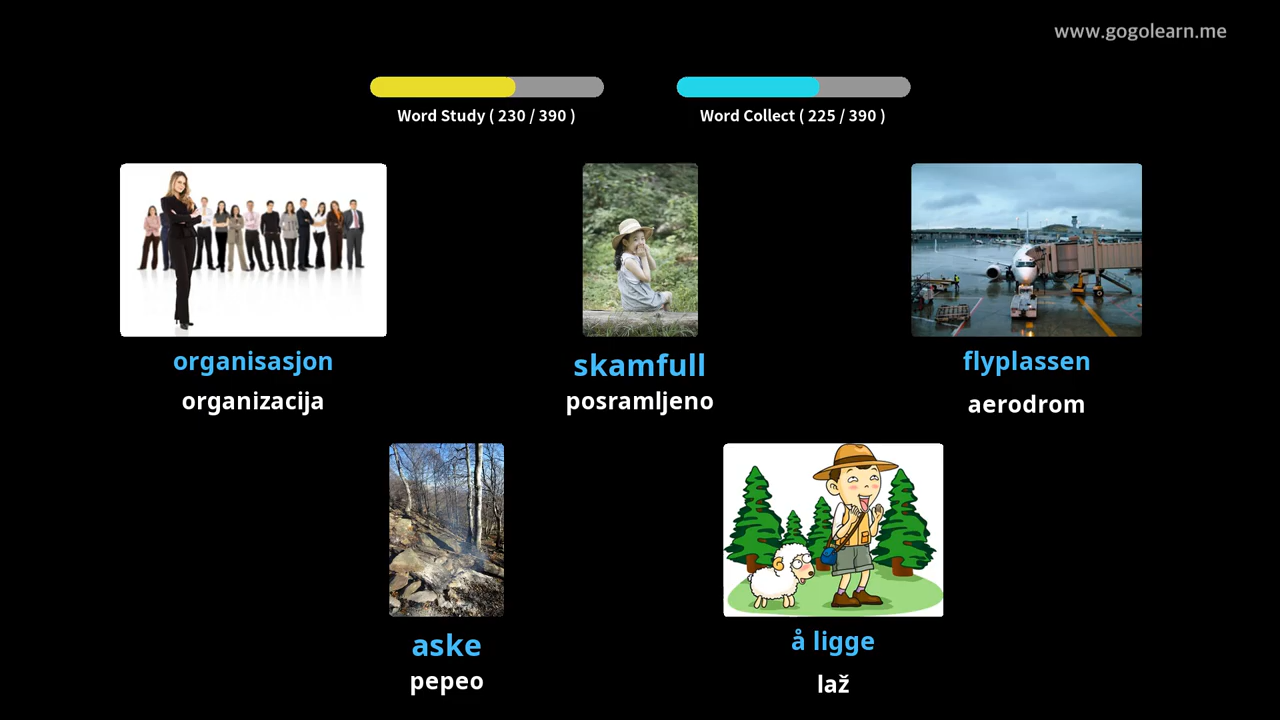 www.gogolearn.me
Word Study ( 230 / 390 )
Word Collect ( 225 / 390 )
organisasjon
organizacija
skamfull
posramljeno
flyplassen
aerodrom
aske
pepeo
å ligge
laž